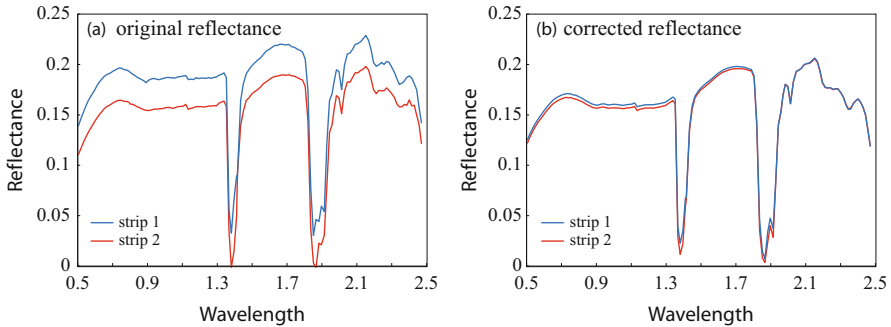 (a) original reflectance
0.25
0.2
0.15
0.1
0.05
0
Reflectance
strip 1
strip 2
0.5 0.9 1.3 1.7 2.1 2.5
Wavelength
(b) corrected reflectance
0.25
0.2
0.15
0.1
0.05
0
Reflectance
strip 1
strip 2
0.5 0.9 1.3 1.7 2.1 2.5
Wavelength